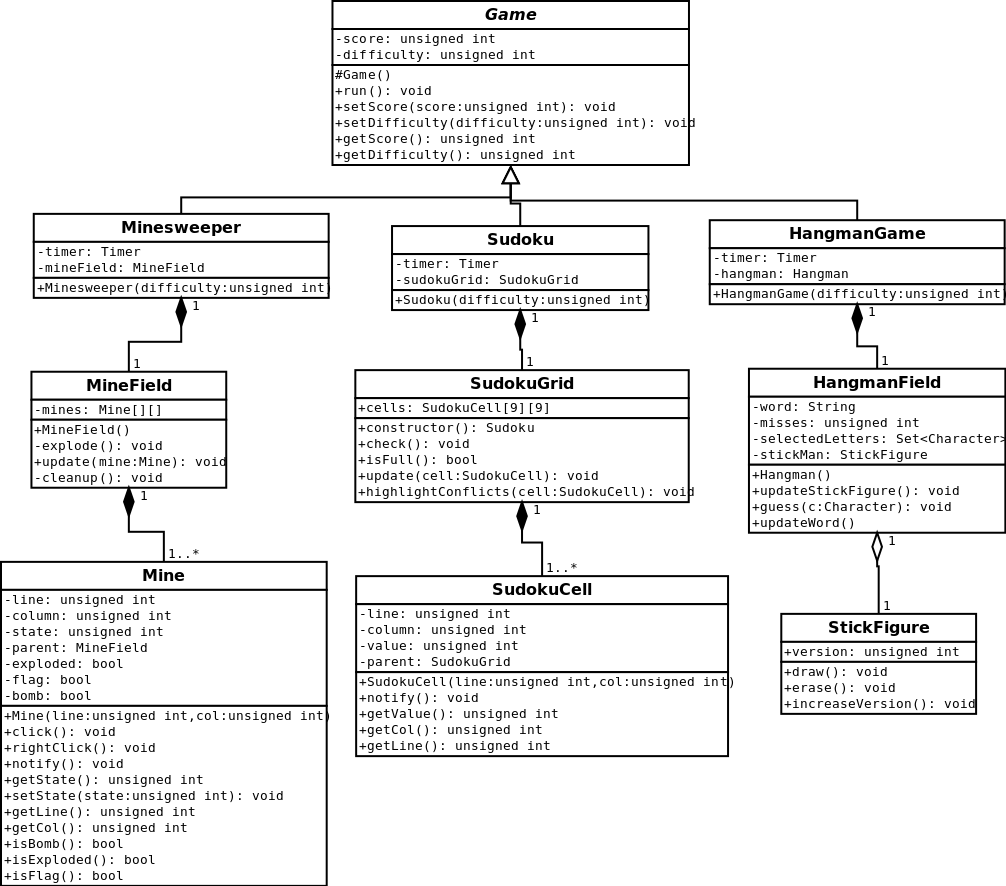 Game
-score: unsigned int
-difficulty: unsigned int
#Game()
+run(): void
+setScore(score:unsigned int): void
+setDifficulty(difficulty:unsigned int): void
+getScore(): unsigned int
+getDifficulty(): unsigned int
Minesweeper
-timer: Timer
-mineField: MineField
+Minesweeper(difficulty:unsigned int)
1
1
Sudoku
-timer: Timer
-sudokuGrid: SudokuGrid
+Sudoku(difficulty:unsigned int)
1
1
HangmanGame
-timer: Timer
-hangman: Hangman
+HangmanGame(difficulty:unsigned int)
1
1
MineField
-mines: Mine[][]
+MineField()
-explode(): void
+update(mine:Mine): void
-cleanup(): void
1
1..*
SudokuGrid
+cells: SudokuCell[9][9]
+constructor(): Sudoku
+check(): void
+isFull(): bool
+update(cell:SudokuCell): void
+highlightConflicts(cell:SudokuCell): void
1
1..*
HangmanField
-word: String
-misses: unsigned int
-selectedLetters: Set<Character>
-stickMan: StickFigure
+Hangman()
+updateStickFigure(): void
+guess(c:Character): void
+updateWord()
1
1
Mine
-line: unsigned int
-column: unsigned int
-state: unsigned int
-parent: MineField
-exploded: bool
-flag: bool
-bomb: bool
+Mine(line:unsigned int,col:unsigned int)
+click(): void
+rightClick(): void
+notify(): void
+getState(): unsigned int
+setState(state:unsigned int): void
+getLine(): unsigned int
+getCol(): unsigned int
+isBomb(): bool
+isExploded(): bool
+isFlag(): bool
SudokuCell
-line: unsigned int
-column: unsigned int
-value: unsigned int
-parent: SudokuGrid
+SudokuCell(line:unsigned int,col:unsigned int)
+notify(): void
+getValue(): unsigned int
+getCol(): unsigned int
+getLine(): unsigned int
StickFigure
+version: unsigned int
+draw(): void
+erase(): void
+increaseVersion(): void